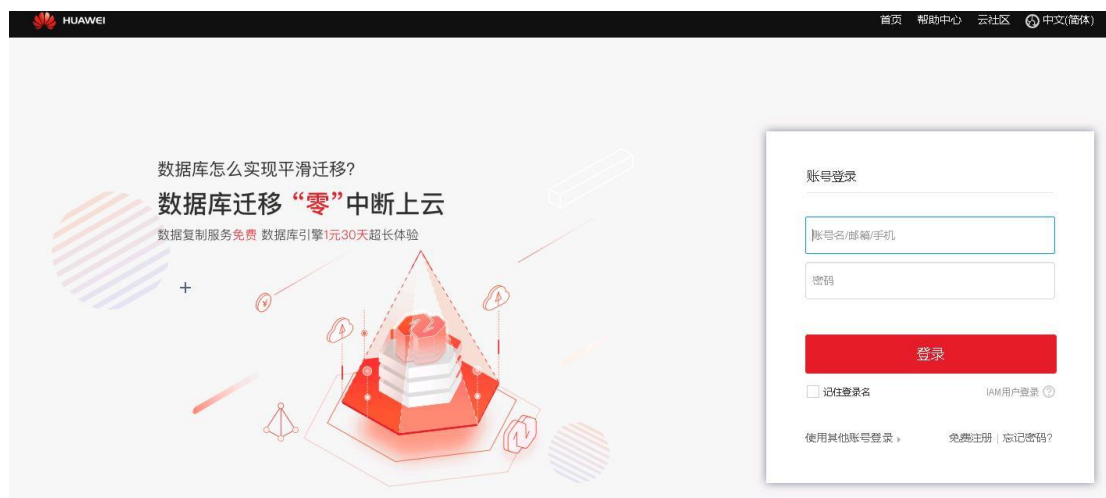 HUAWEI
首页 帮助中心 云社区 中文(简体)
数据库怎么实现平滑迁移?
数据库迁移“零”中断上云
数据复制服务免费 数据库引擎1元30天超长体验
账号登录
账号名/邮箱/手机
密码
登录
记住登录名 IAM用户登录
使用其他账号登录
免费注册 | 忘记密码?